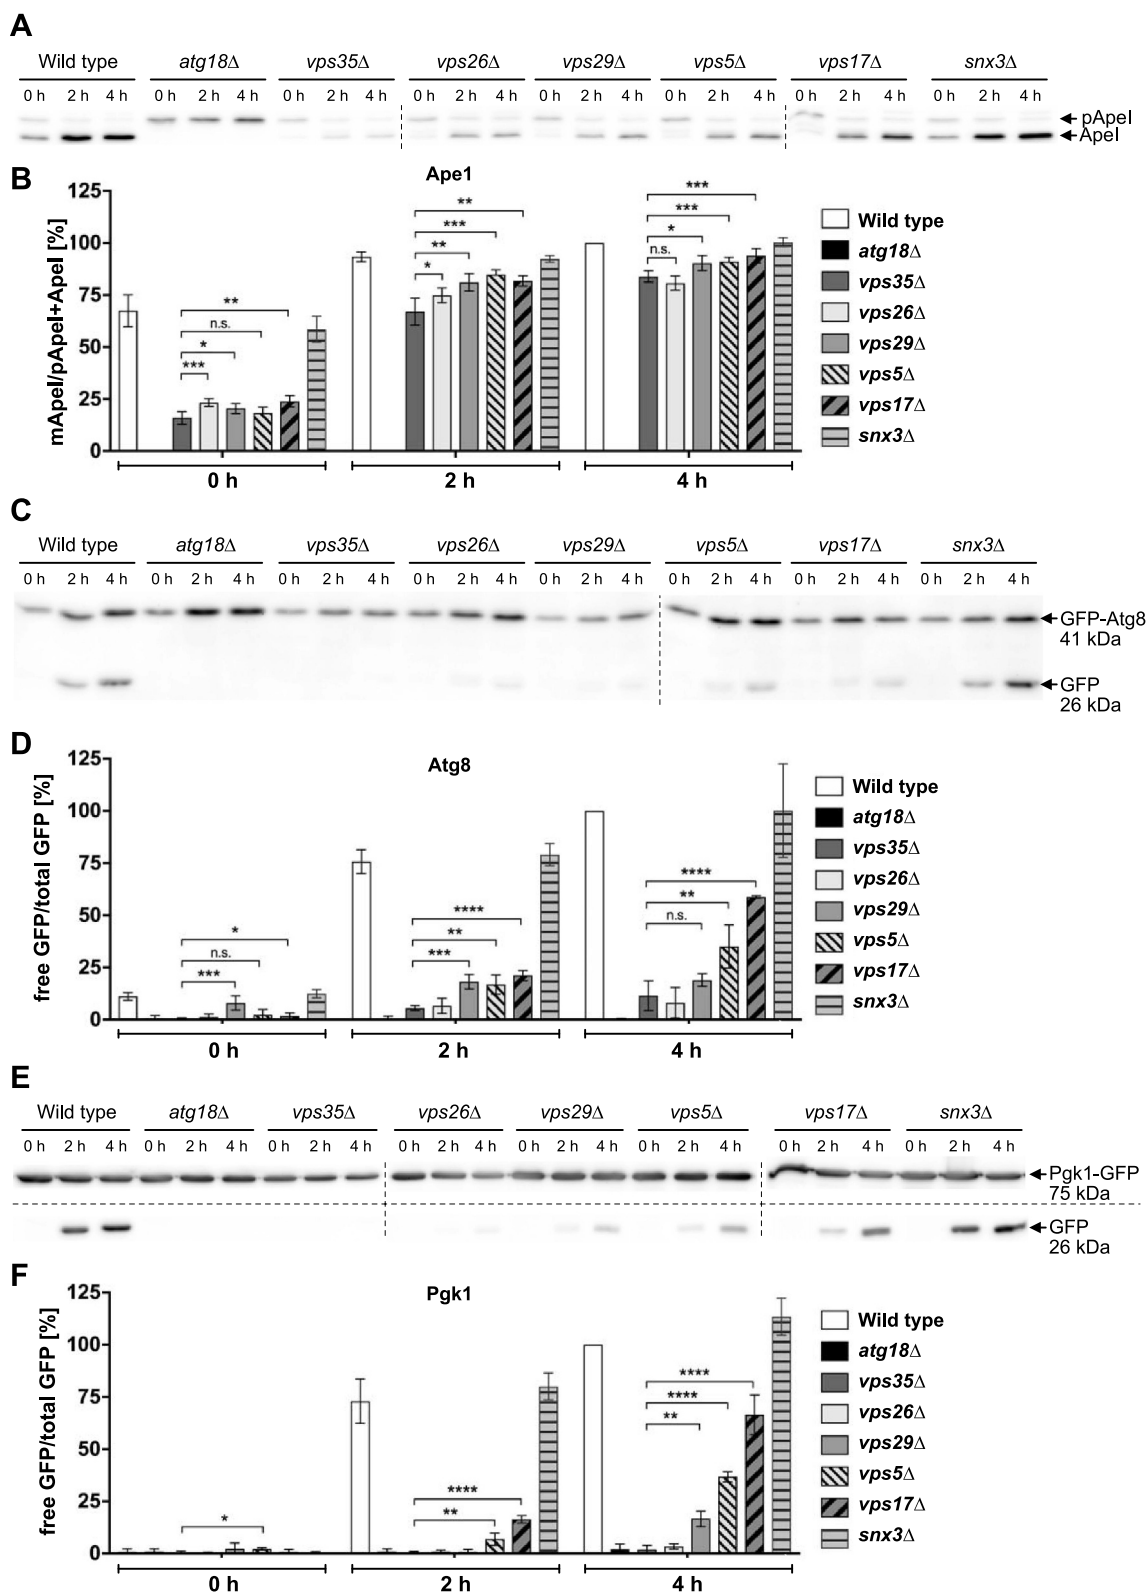 A
Wild type atg18Δ vps35Δ vps26Δ vps29Δ vps5Δ vps17Δ snx3Δ
0 h 2 h 4 h 0 h 2 h 4 h 0 h 2 h 4 h 0 h 2 h 4 h 0 h 2 h 4 h 0 h 2 h 4 h 0 h 2 h 4 h 0 h 2 h 4 h
pApeI
ApeI
B
Ape1
mApeI/pApeI+ApeI [%]
125
100
75
50
25
0
*** * n.s. **
* ** *** **
n.s. * *** ***
0 h 2 h 4 h
Wild type
atg18Δ
vps35Δ
vps26Δ
vps29Δ
vps5Δ
vps17Δ
snx3Δ
C
Wild type atg18Δ vps35Δ vps26Δ vps29Δ vps5Δ vps17Δ snx3Δ
0 h 2 h 4 h 0 h 2 h 4 h 0 h 2 h 4 h 0 h 2 h 4 h 0 h 2 h 4 h 0 h 2 h 4 h 0 h 2 h 4 h 0 h 2 h 4 h
GFP-Atg8
41 kDa
GFP
26 kDa
D
Atg8
free GFP/total GFP [%]
125
100
75
50
25
0
*** n.s. *
*** ** ****
n.s. ** ****
0 h 2 h 4 h
Wild type
atg18Δ
vps35Δ
vps26Δ
vps29Δ
vps5Δ
vps17Δ
snx3Δ
E
Wild type atg18Δ vps35Δ vps26Δ vps29Δ vps5Δ vps17Δ snx3Δ
0 h 2 h 4 h 0 h 2 h 4 h 0 h 2 h 4 h 0 h 2 h 4 h 0 h 2 h 4 h 0 h 2 h 4 h 0 h 2 h 4 h 0 h 2 h 4 h
Pgk1-GFP
75 kDa
GFP
26 kDa
F
Pgk1
free GFP/total GFP [%]
125
100
75
50
25
0
*
** ****
** **** ****
0 h 2 h 4 h
Wild type
atg18Δ
vps35Δ
vps26Δ
vps29Δ
vps5Δ
vps17Δ
snx3Δ